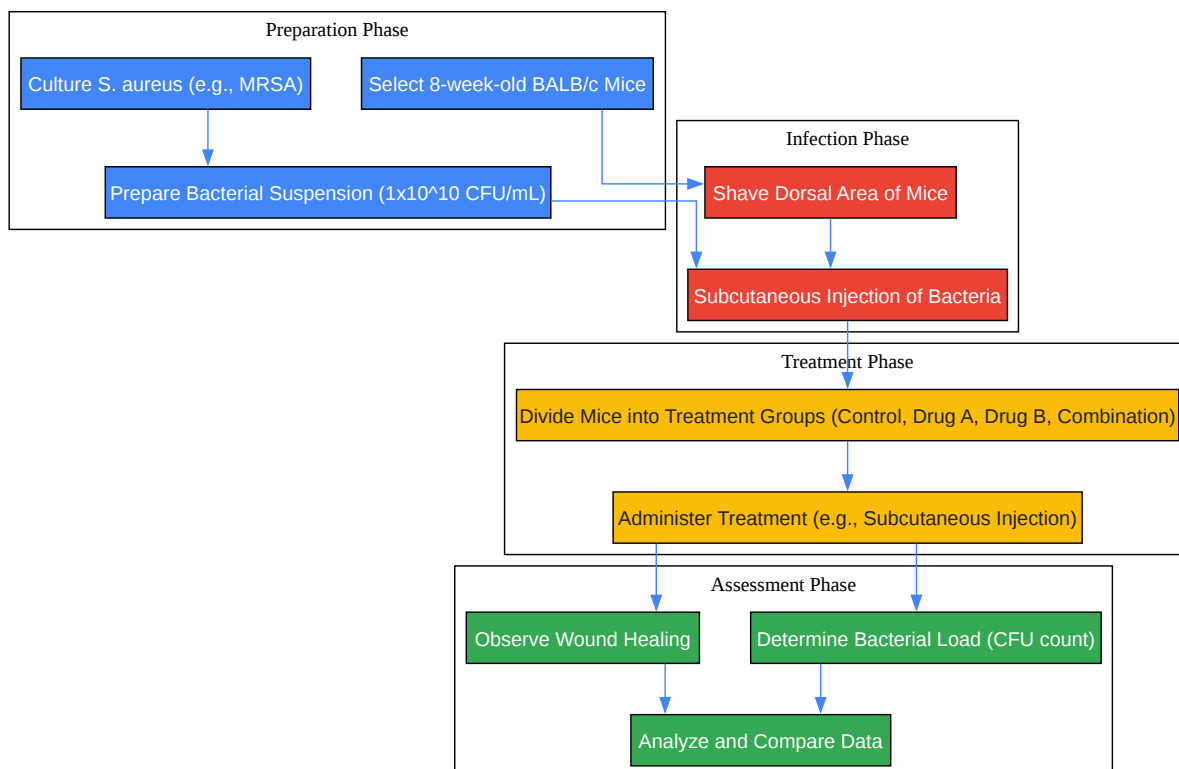 Preparation Phase
Culture S. aureus (e.g., MRSA)
Select 8-week-old BALB/c Mice
Prepare Bacterial Suspension (1x10^10 CFU/mL)
Infection Phase
Shave Dorsal Area of Mice
Subcutaneous Injection of Bacteria
Treatment Phase
Divide Mice into Treatment Groups (Control, Drug A, Drug B, Combination)
Administer Treatment (e.g., Subcutaneous Injection)
Assessment Phase
Observe Wound Healing
Determine Bacterial Load (CFU count)
Analyze and Compare Data